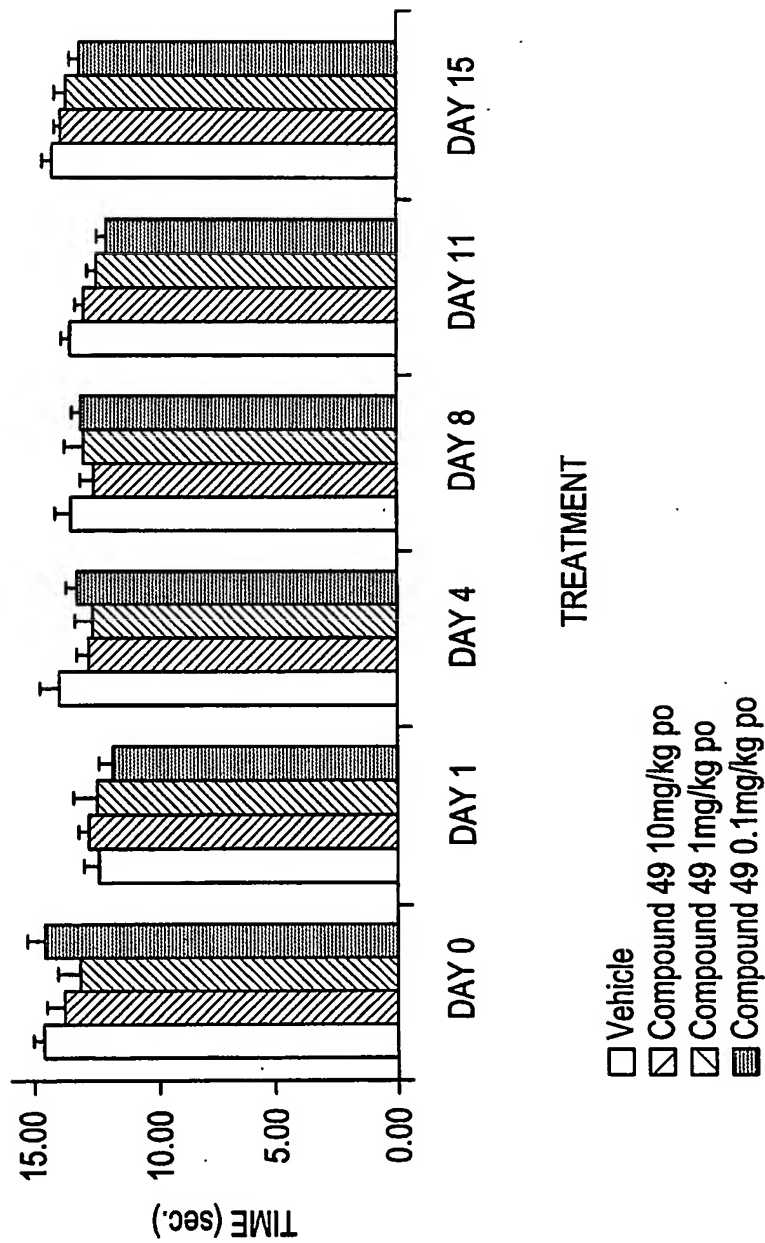 TIME (sec.)
15.00
10.00
5.00
0.00
DAY 0
DAY 1
DAY 4
DAY 8
DAY 11
DAY 15
TREATMENT
Vehicle
Compound 49 10mg/kg po
Compound 49 1mg/kg po
Compound 49 0.1mg/kg po